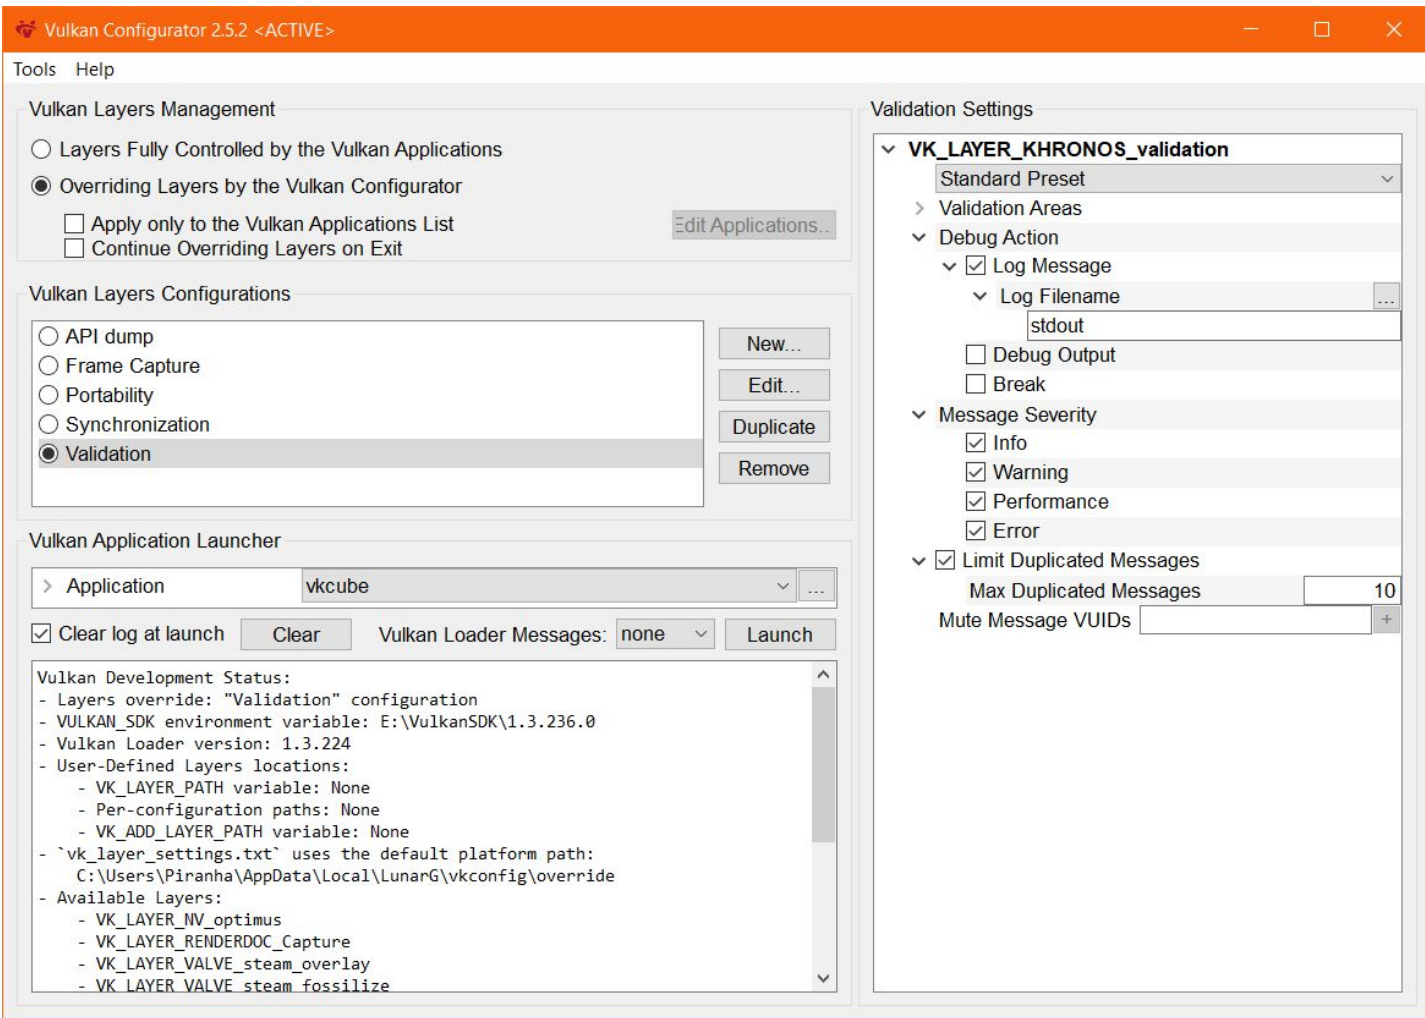 Vulkan Configurator 2.5.2 <ACTIVE>
Tools Help
Vulkan Layers Management
Layers Fully Controlled by the Vulkan Applications
Overriding Layers by the Vulkan Configurator
Apply only to the Vulkan Applications List
Edit Applications..
Continue Overriding Layers on Exit
Vulkan Layers Configurations
API dump
Frame Capture
Portability
Synchronization
Validation
New...
Edit...
Duplicate
Remove
Vulkan Application Launcher
Application vkcube ...
Clear log at launch Clear Vulkan Loader Messages: none Launch
Vulkan Development Status:
- Layers override: "Validation" configuration
- VULKAN_SDK environment variable: E:\VulkanSDK\1.3.236.0
- Vulkan Loader version: 1.3.224
- User-Defined Layers locations:
- VK_LAYER_PATH variable: None
- Per-configuration paths: None
- VK_ADD_LAYER_PATH variable: None
- `vk_layer_settings.txt` uses the default platform path:
C:\Users\Piranha\AppData\Local\LunarG\vkconfig\override
- Available Layers:
- VK_LAYER_NV_optimus
- VK_LAYER_RENDERDOC_Capture
- VK_LAYER_VALVE_steam_overlay
- VK_LAYER_VALVE_steam_fossilize
Validation Settings
VK_LAYER_KHRONOS_validation
Standard Preset
Validation Areas
Debug Action
Log Message
Log Filename ...
stdout
Debug Output
Break
Message Severity
Info
Warning
Performance
Error
Limit Duplicated Messages
Max Duplicated Messages 10
Mute Message VUIDs +